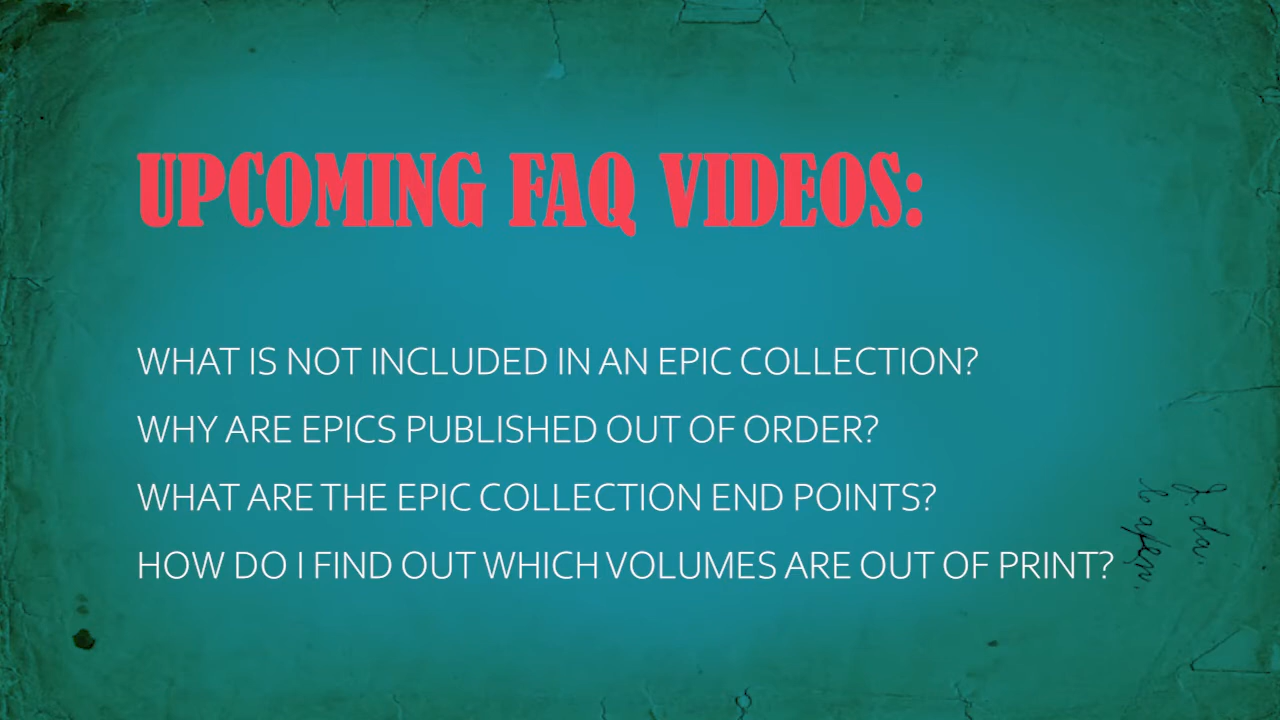 UPCOMING FAQ VIDEOS:
WHAT IS NOT INCLUDED IN AN EPIC COLLECTION?
WHY ARE EPICS PUBLISHED OUT OF ORDER?
WHAT ARE THE EPIC COLLECTION END POINTS?
HOW DO I FIND OUT WHICH VOLUMES ARE OUT OF PRINT?